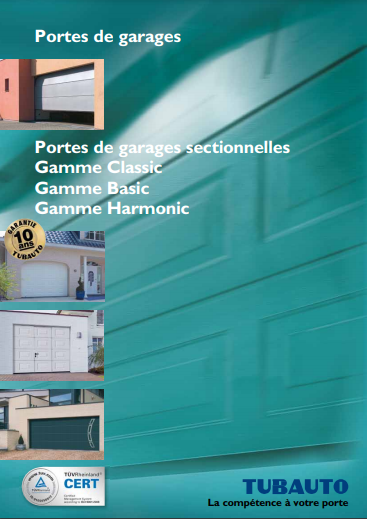 Portes de garages
Portes de garages sectionnelles
Gamme Classic
Gamme Basic
Gamme Harmonic
GARANTIE
10
ans
TUBAUTO
TÜVRheinland
CERT
TUBAUTO
La compétence à votre porte